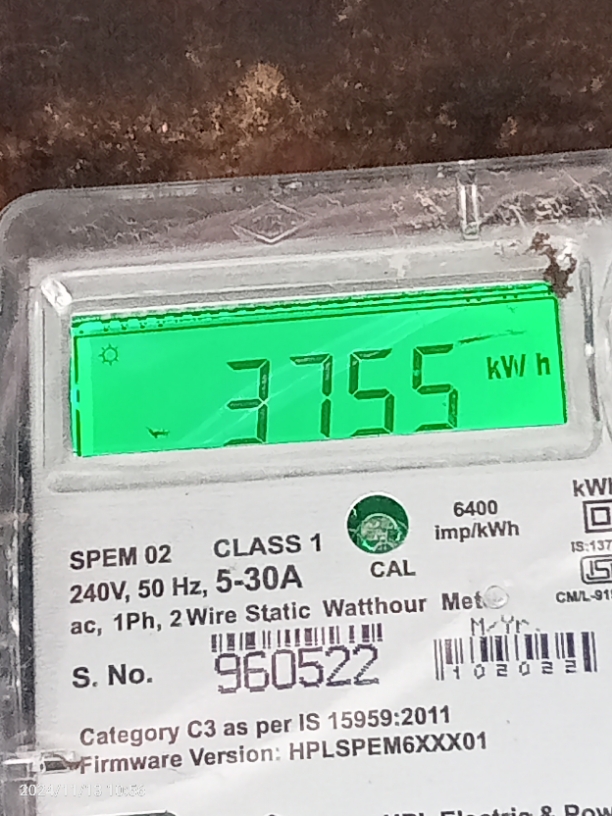 3755 kWh
6400
imp/kWh
SPEM 02 CLASS 1
CAL
240V, 50 Hz, 5-30A
ac, 1Ph, 2 Wire Static Watthour
M/Yr.
S. No. 960522
102022
Category C3 as per IS 15959:2011
Firmware Version: HPLSPEM6XXX01